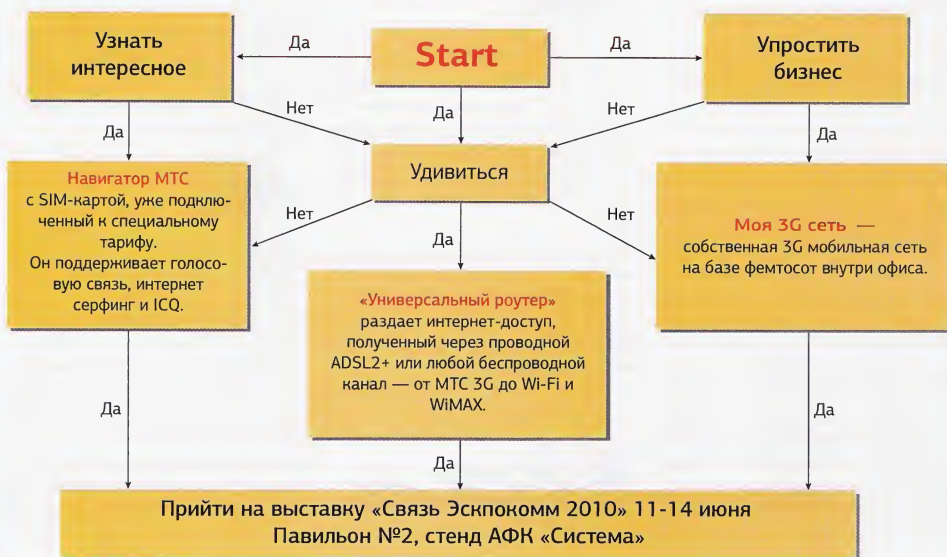 Узнать
интересное
Да
Start
Да
Упростить
бизнес
Да
Нет
Да
Нет
Да
Удивиться
Навигатор МТС
с SIM-картой, уже подклю-
ченный к специальному
тарифу.
Он поддерживает голосо-
вую связь, интернет
серфинг и ICQ.
Нет
Да
Нет
Моя 3G сеть —
собственная 3G мобильная сеть
на базе фемтосот внутри офиса.
«Универсальный роутер»
раздает интернет-доступ,
полученный через проводной
ADSL2+ или любой беспроводной
канал — от МТС 3G до Wi-Fi и
WiMAX.
Да
Да
Да
Прийти на выставку «Связь Эскпокомм 2010» 11-14 июня
Павильон №2, стенд АФК «Система»